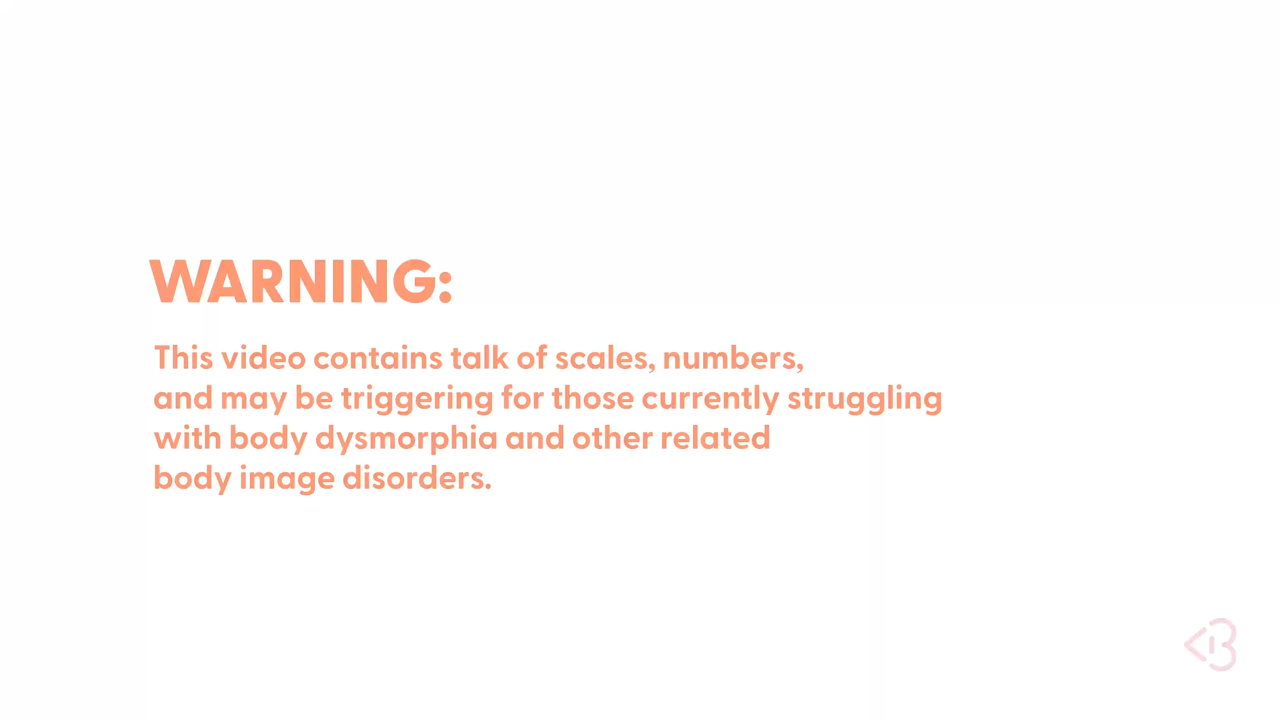 WARNING:
This video contains talk of scales, numbers,
and may be triggering for those currently struggling
with body dysmorphia and other related
body image disorders.